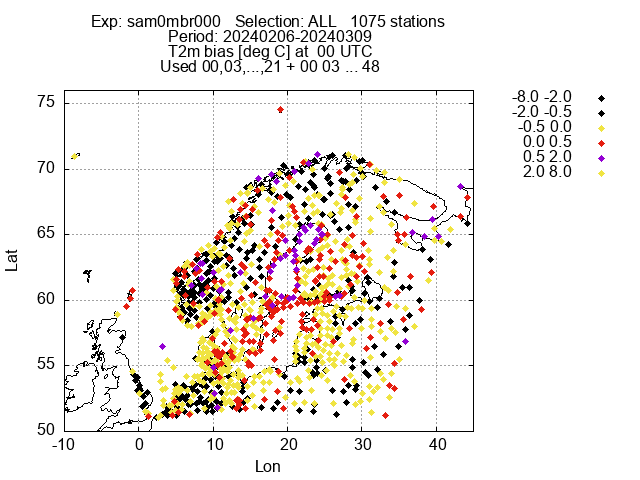 Exp: sam0mbr000   Selection: ALL   1075 stations
Period: 20240206-20240309
T2m bias [deg C] at  00 UTC
Used 00,03,...,21 + 00 03 ... 48
-8.0 -2.0
-2.0 -0.5
-0.5 0.0
0.0 0.5
0.5 2.0
2.0 8.0
75
70
65
60
55
50
Lat
-10 0 10 20 30 40
Lon